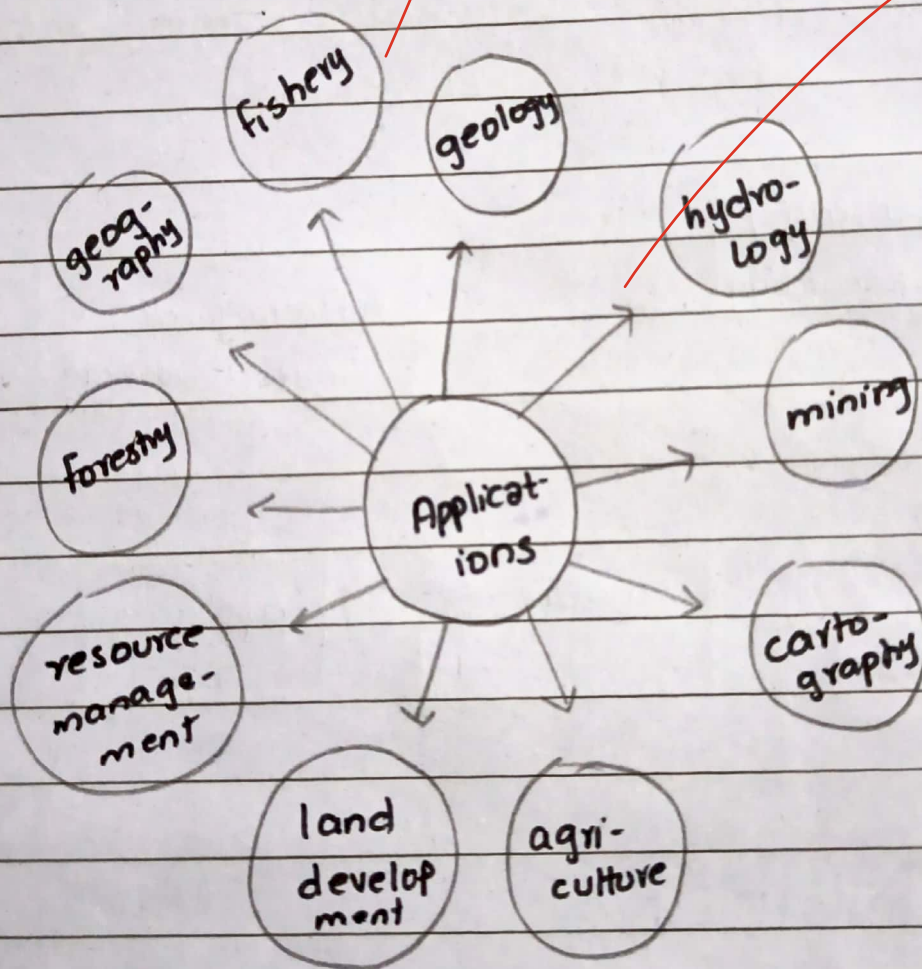 fishery
geology
geog-
raphy
hydro-
logy
mining
forestry
Applicat-
ions
carto-
graphy
resource
manage-
ment
land
develop
ment
agri-
culture